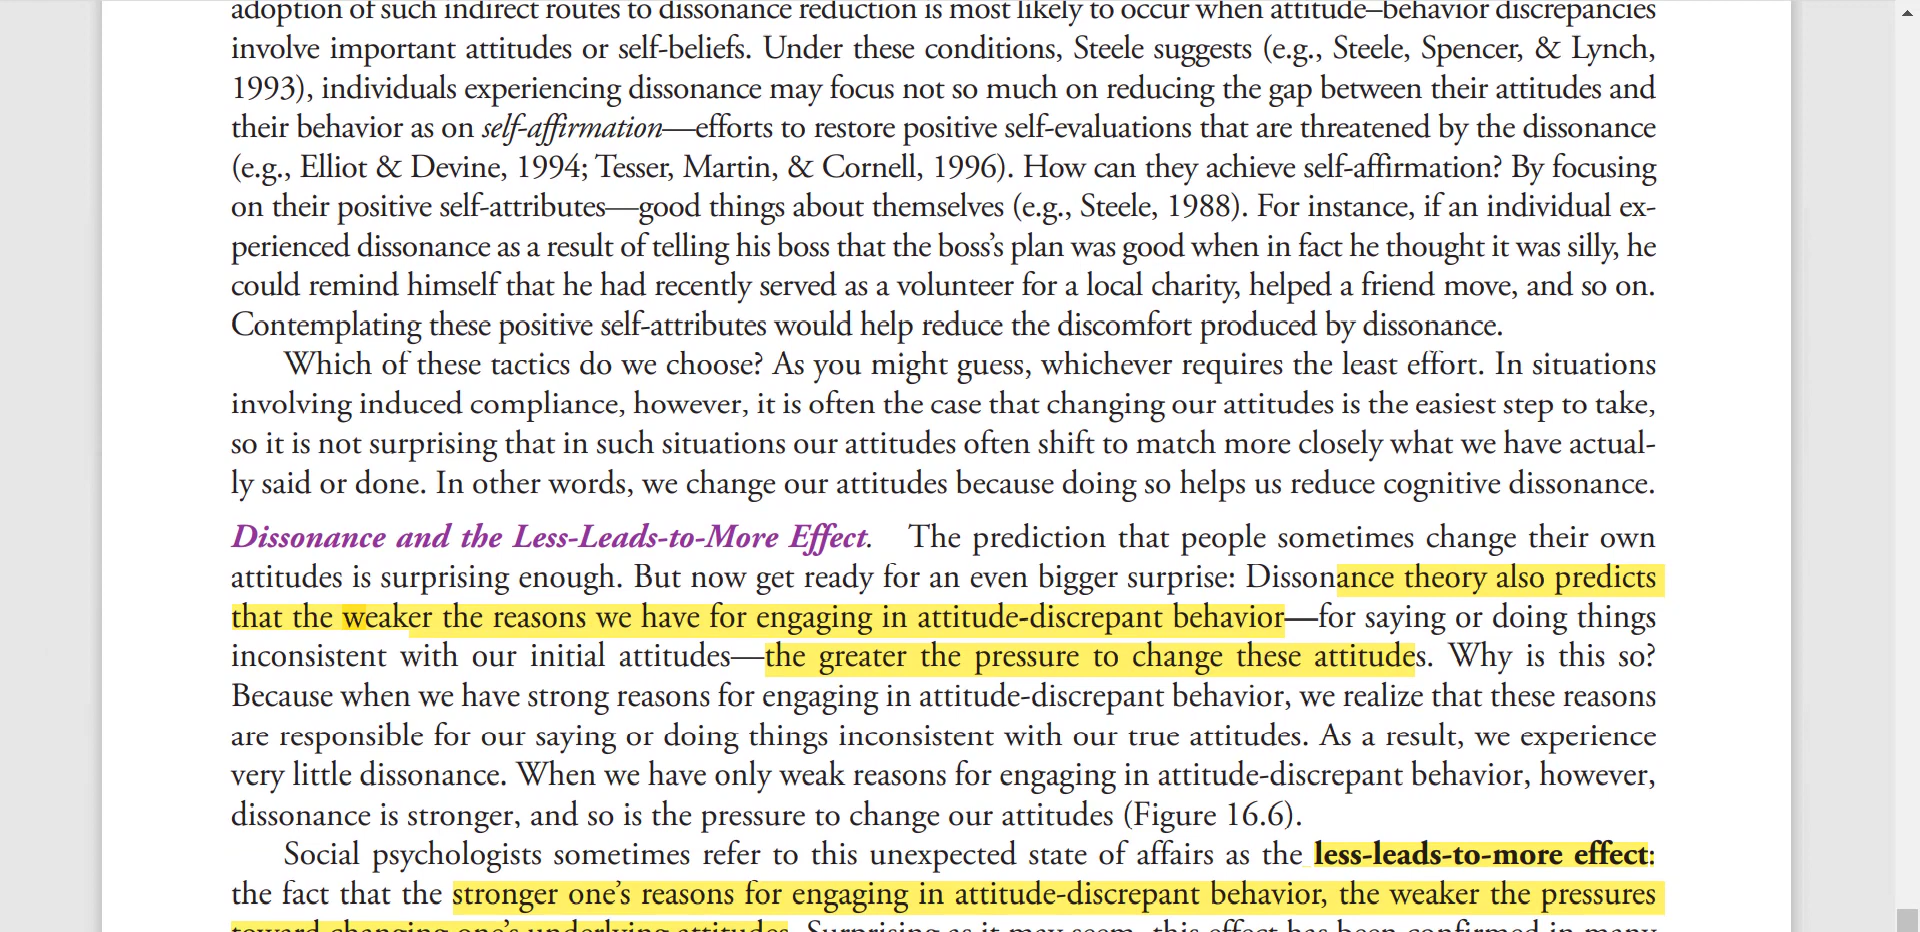 adoption of such indirect routes to dissonance reduction is most likely to occur when attitude–behavior discrepancies
involve important attitudes or self-beliefs. Under these conditions, Steele suggests (e.g., Steele, Spencer, & Lynch,
1993), individuals experiencing dissonance may focus not so much on reducing the gap between their attitudes and
their behavior as on self-affirmation—efforts to restore positive self-evaluations that are threatened by the dissonance
(e.g., Elliot & Devine, 1994; Tesser, Martin, & Cornell, 1996). How can they achieve self-affirmation? By focusing
on their positive self-attributes—good things about themselves (e.g., Steele, 1988). For instance, if an individual ex-
perienced dissonance as a result of telling his boss that the boss's plan was good when in fact he thought it was silly, he
could remind himself that he had recently served as a volunteer for a local charity, helped a friend move, and so on.
Contemplating these positive self-attributes would help reduce the discomfort produced by dissonance.
Which of these tactics do we choose? As you might guess, whichever requires the least effort. In situations
involving induced compliance, however, it is often the case that changing our attitudes is the easiest step to take,
so it is not surprising that in such situations our attitudes often shift to match more closely what we have actual-
ly said or done. In other words, we change our attitudes because doing so helps us reduce cognitive dissonance.
Dissonance and the Less-Leads-to-More Effect. The prediction that people sometimes change their own
attitudes is surprising enough. But now get ready for an even bigger surprise: Dissonance theory also predicts
that the weaker the reasons we have for engaging in attitude-discrepant behavior—for saying or doing things
inconsistent with our initial attitudes—the greater the pressure to change these attitudes. Why is this so?
Because when we have strong reasons for engaging in attitude-discrepant behavior, we realize that these reasons
are responsible for our saying or doing things inconsistent with our true attitudes. As a result, we experience
very little dissonance. When we have only weak reasons for engaging in attitude-discrepant behavior, however,
dissonance is stronger, and so is the pressure to change our attitudes (Figure 16.6).
Social psychologists sometimes refer to this unexpected state of affairs as the less-leads-to-more effect:
the fact that the stronger one's reasons for engaging in attitude-discrepant behavior, the weaker the pressures
toward changing one's underlying attitudes. Surprising as it may seem, this effect has been confirmed in many